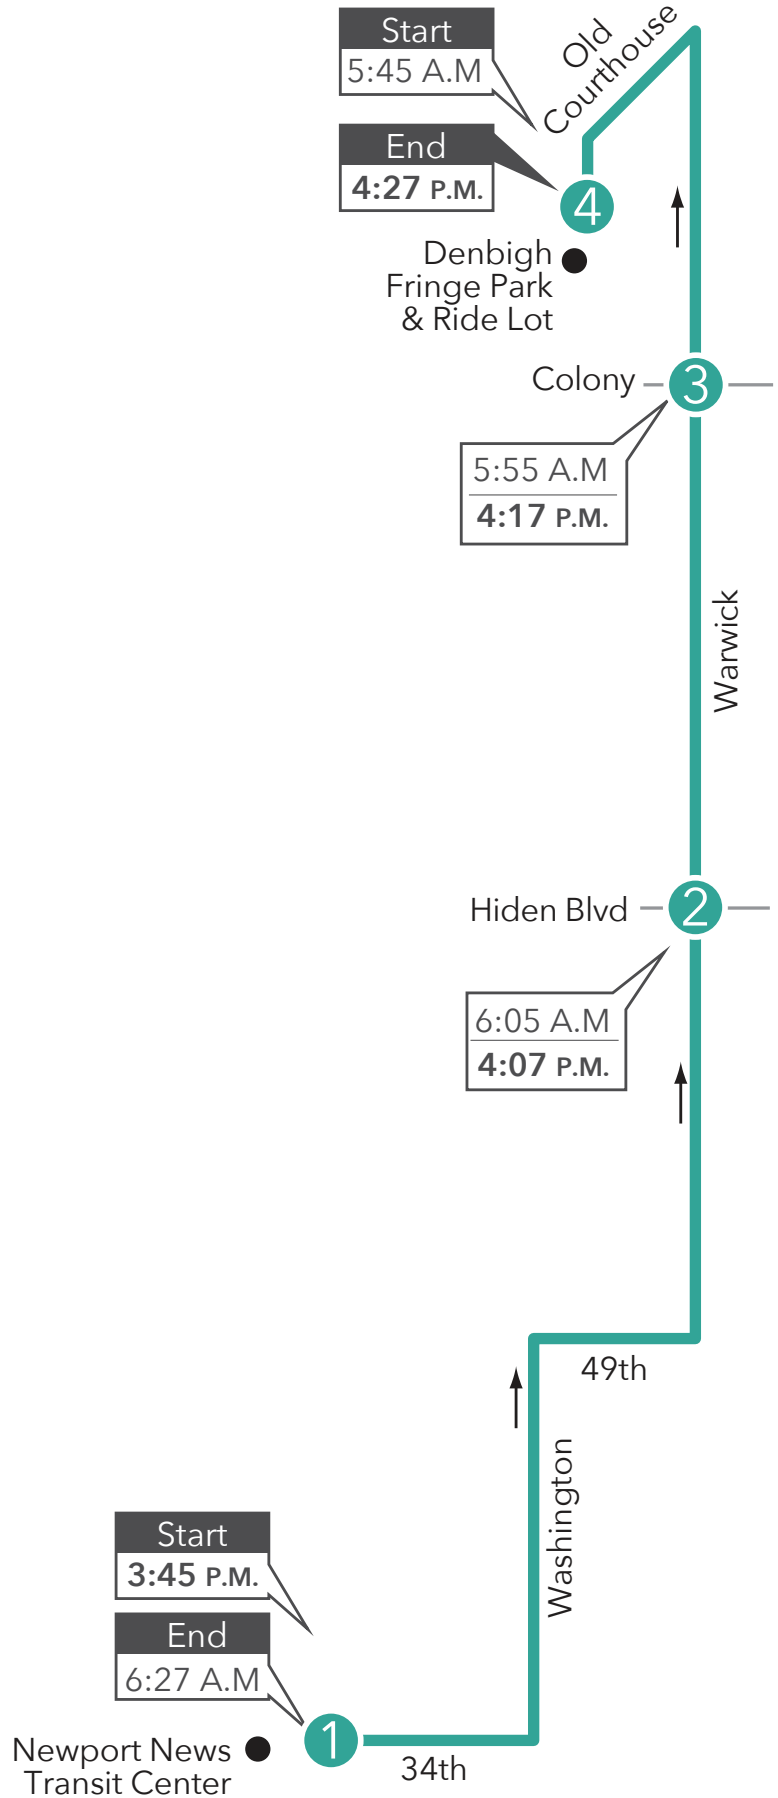 Start
5:45 A.M
Old
Courthouse
End
4:27 P.M.
4
Denbigh
Fringe Park
& Ride Lot
Colony
3
5:55 A.M
4:17 P.M.
Warwick
Hiden Blvd
2
6:05 A.M
4:07 P.M.
49th
Washington
Start
3:45 P.M.
End
6:27 A.M
1
Newport News
Transit Center
34th